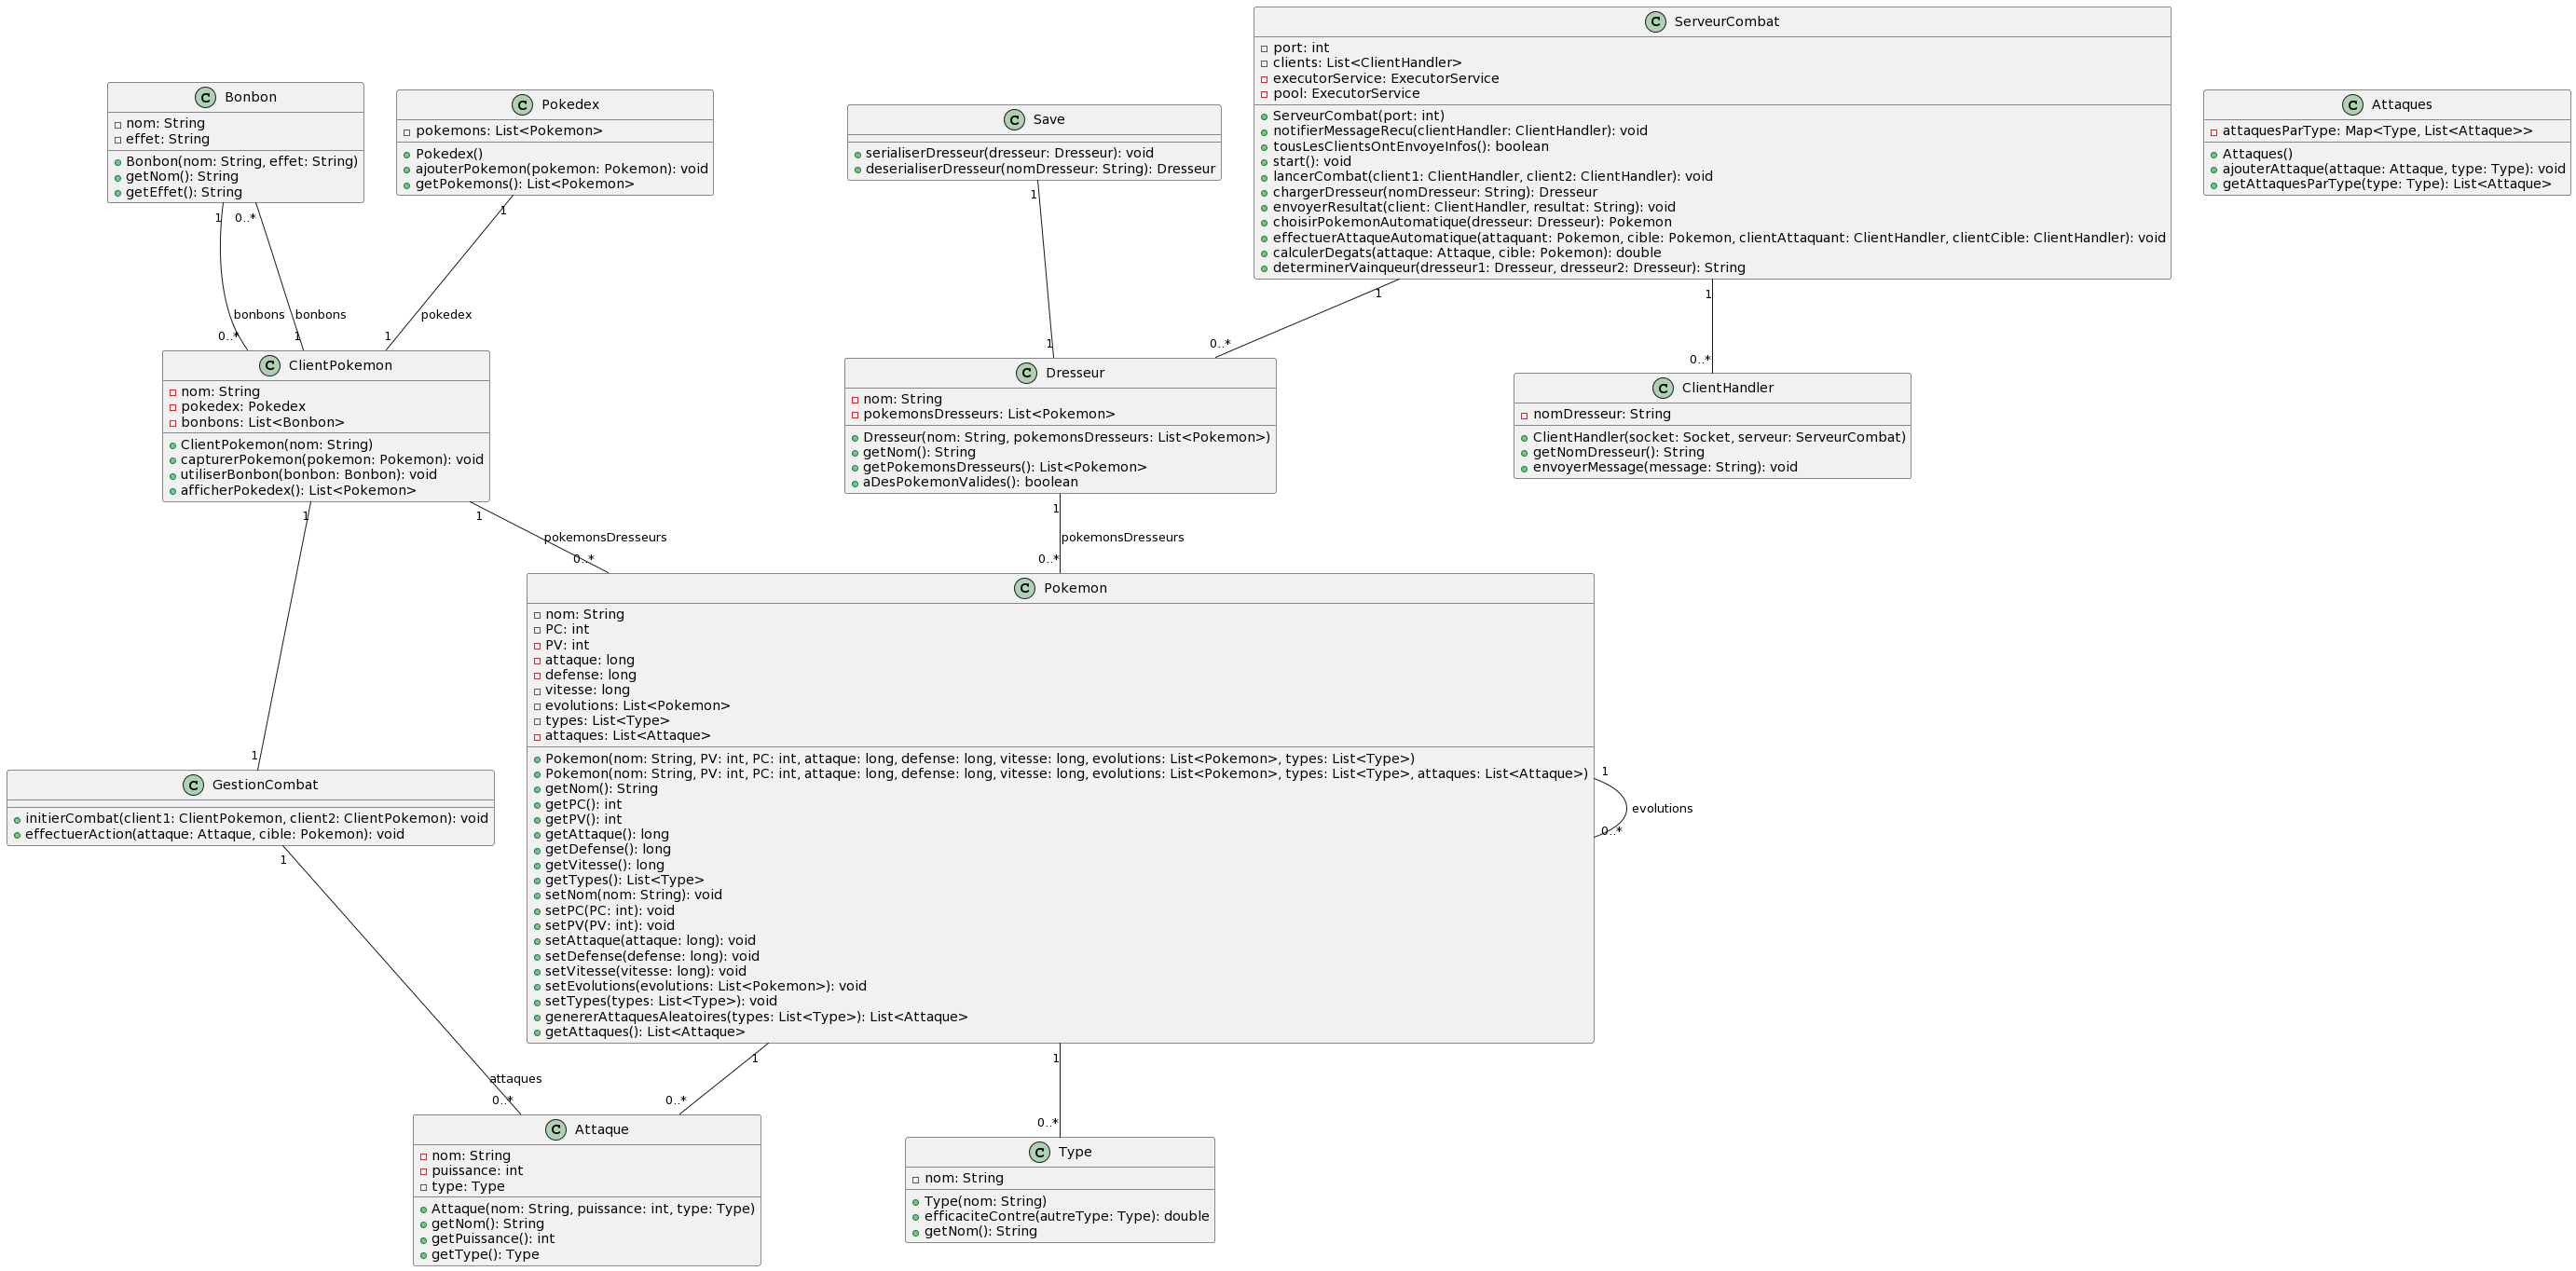 ServeurCombat
port: int
clients: List<ClientHandler>
executorService: ExecutorService
pool: ExecutorService
ServeurCombat(port: int)
notifierMessageRecu(clientHandler: ClientHandler): void
tousLesClientsOntEnvoyeInfos(): boolean
start(): void
lancerCombat(client1: ClientHandler, client2: ClientHandler): void
chargerDresseur(nomDresseur: String): Dresseur
envoyerResultat(client: ClientHandler, resultat: String): void
choisirPokemonAutomatique(dresseur: Dresseur): Pokemon
effectuerAttaqueAutomatique(attaquant: Pokemon, cible: Pokemon, clientAttaquant: ClientHandler, clientCible: ClientHandler): void
calculerDegats(attaque: Attaque, cible: Pokemon): double
determinerVainqueur(dresseur1: Dresseur, dresseur2: Dresseur): String
C Bonbon
nom: String
effet: String
Bonbon(nom: String, effet: String)
getNom(): String
getEffet(): String
C Pokedex
pokemons: List<Pokemon>
Pokedex()
ajouterPokemon(pokemon: Pokemon): void
getPokemons(): List<Pokemon>
C Save
serialiserDresseur(dresseur: Dresseur): void
deserialiserDresseur(nomDresseur: String): Dresseur
C Attaques
attaquesParType: Map<Type, List<Attaque>>
Attaques()
ajouterAttaque(attaque: Attaque, type: Type): void
getAttaquesParType(type: Type): List<Attaque>
1
0..*
1
1
1
1
bonbons
bonbons
pokedex
0..*
1
1
1
0..*
0..*
C ClientPokemon
nom: String
pokedex: Pokedex
bonbons: List<Bonbon>
ClientPokemon(nom: String)
capturerPokemon(pokemon: Pokemon): void
utiliserBonbon(bonbon: Bonbon): void
afficherPokedex(): List<Pokemon>
C Dresseur
nom: String
pokemonsDresseurs: List<Pokemon>
Dresseur(nom: String, pokemonsDresseurs: List<Pokemon>)
getNom(): String
getPokemonsDresseurs(): List<Pokemon>
aDesPokemonValides(): boolean
C ClientHandler
nomDresseur: String
ClientHandler(socket: Socket, serveur: ServeurCombat)
getNomDresseur(): String
envoyerMessage(message: String): void
1
1
1
pokemonsDresseurs
pokemonsDresseurs
0..*
0..*
C Pokemon
nom: String
PC: int
PV: int
attaque: long
defense: long
vitesse: long
evolutions: List<Pokemon>
types: List<Type>
attaques: List<Attaque>
Pokemon(nom: String, PV: int, PC: int, attaque: long, defense: long, vitesse: long, evolutions: List<Pokemon>, types: List<Type>)
Pokemon(nom: String, PV: int, PC: int, attaque: long, defense: long, vitesse: long, evolutions: List<Pokemon>, types: List<Type>, attaques: List<Attaque>)
getNom(): String
getPC(): int
getPV(): int
getAttaque(): long
getDefense(): long
getVitesse(): long
getTypes(): List<Type>
setNom(nom: String): void
setPC(PC: int): void
setPV(PV: int): void
setAttaque(attaque: long): void
setDefense(defense: long): void
setVitesse(vitesse: long): void
setEvolutions(evolutions: List<Pokemon>): void
setTypes(types: List<Type>): void
genererAttaquesAleatoires(types: List<Type>): List<Attaque>
getAttaques(): List<Attaque>
1
evolutions
0..*
1
C GestionCombat
initierCombat(client1: ClientPokemon, client2: ClientPokemon): void
effectuerAction(attaque: Attaque, cible: Pokemon): void
1
1
1
attaques
0..*
0..*
0..*
C Attaque
nom: String
puissance: int
type: Type
Attaque(nom: String, puissance: int, type: Type)
getNom(): String
getPuissance(): int
getType(): Type
C Type
nom: String
Type(nom: String)
efficaciteContre(autreType: Type): double
getNom(): String